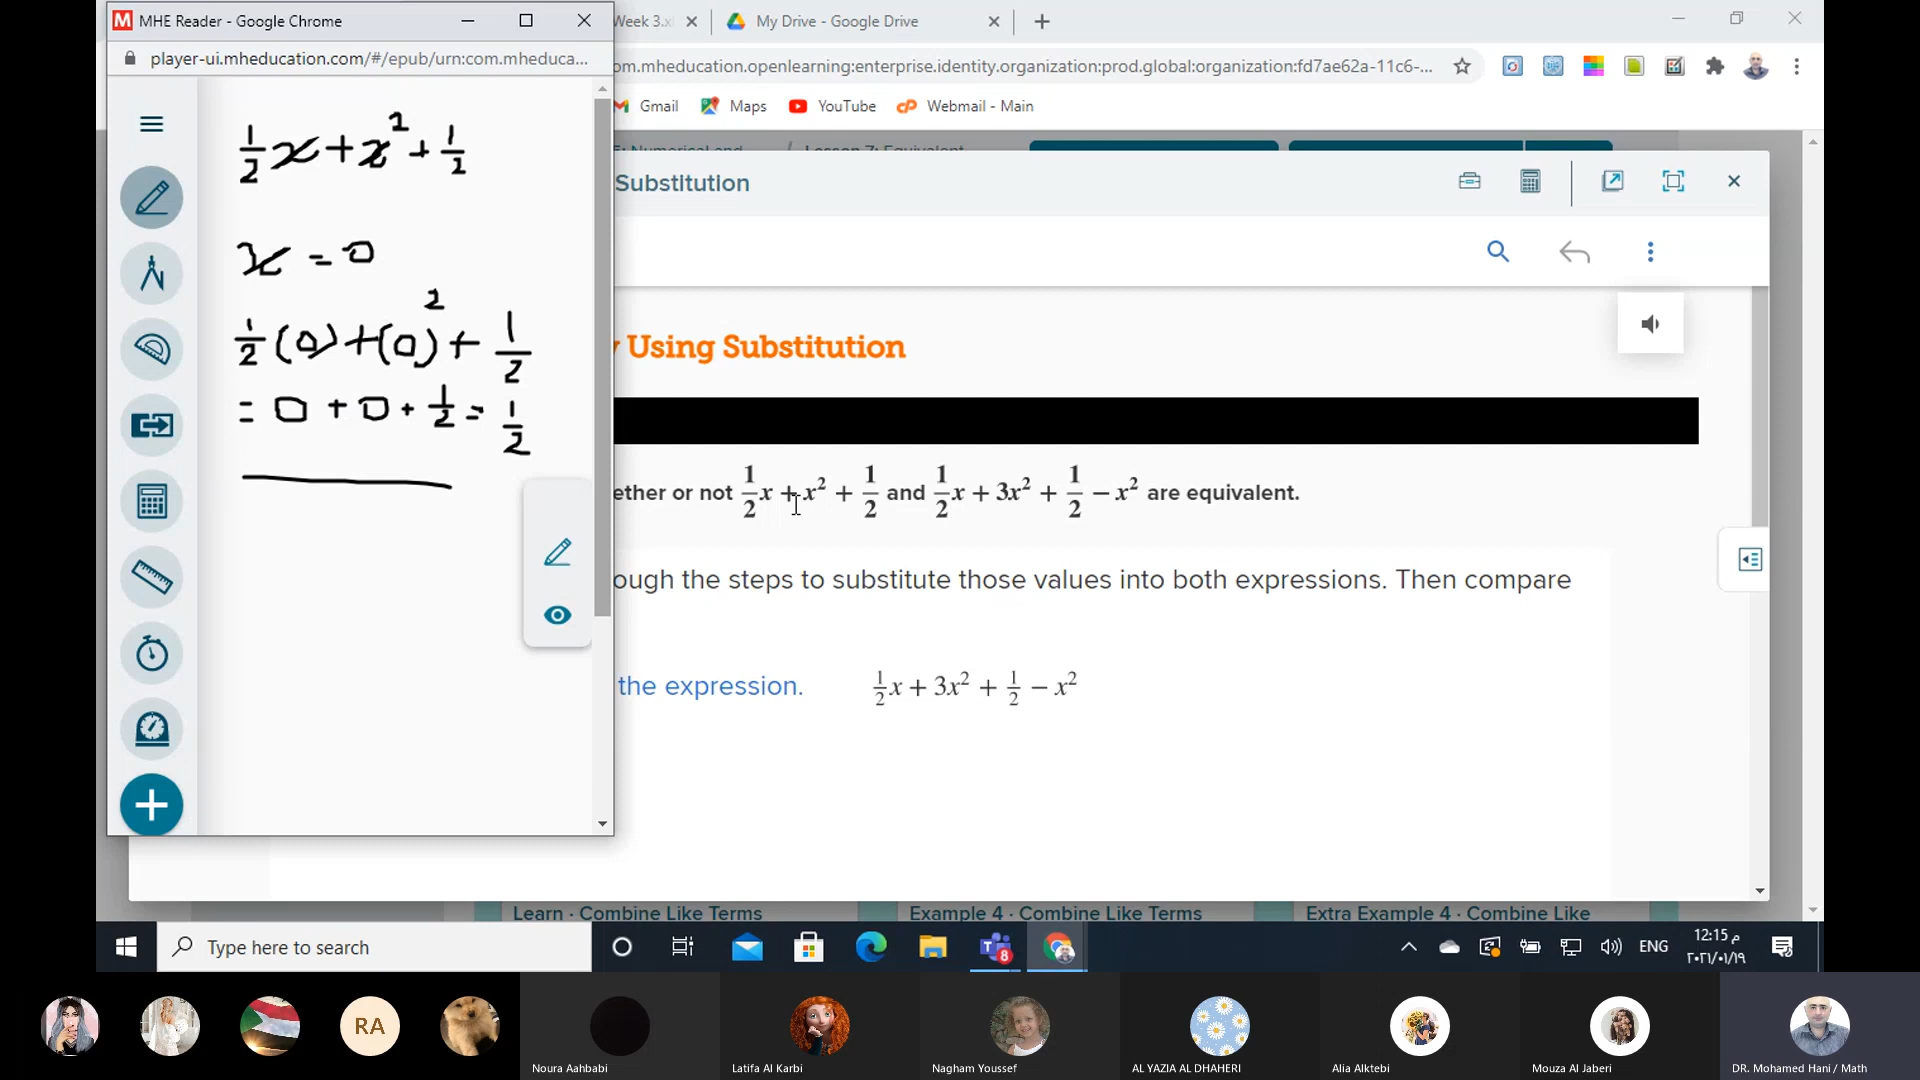 MHE Reader - Google Chrome
player-ui.mheducation.com/#/epub/urn:com.mheduca...
Week 3.xl
My Drive - Google Drive
om.mheducation.openlearning:enterprise.identity.organization:prod.global:organization:fd7ae62a-11c6-...
Gmail
Maps
YouTube
Webmail - Main
1/2 x + x² + 1/2
x = 0
1/2 (0) + (0)² + 1/2
= 0 + 0 + 1/2 = 1/2
Substitution
y Using Substitution
ether or not 1/2 x + x² + 1/2 and 1/2 x + 3x² + 1/2 − x² are equivalent.
ough the steps to substitute those values into both expressions. Then compare
the expression. 1/2 x + 3x² + 1/2 − x²
Learn · Combine Like Terms
Example 4 · Combine Like Terms
Extra Example 4 · Combine Like
Type here to search
8
ENG
12:15 م
٢٠٢١/٠١/١٩
RA
Noura Aahbabi
Latifa Al Karbi
Nagham Youssef
AL YAZIA AL DHAHERI
Alia Alktebi
Mouza Al Jaberi
DR. Mohamed Hani / Math